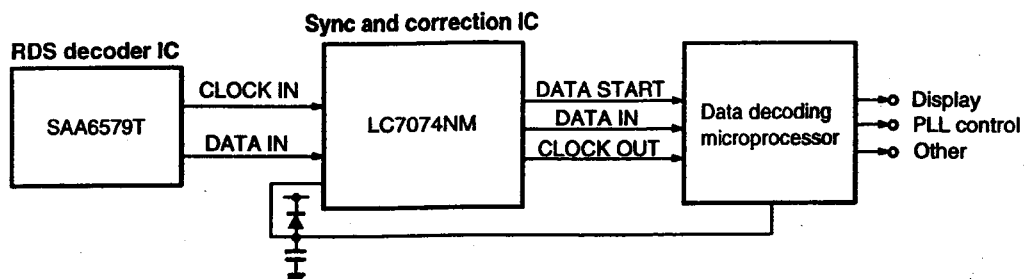 Sync and correction IC
RDS decoder IC
SAA6579T
CLOCK IN
DATA IN
LC7074NM
DATA START
DATA IN
CLOCK OUT
Data decoding
microprocessor
Display
PLL control
Other